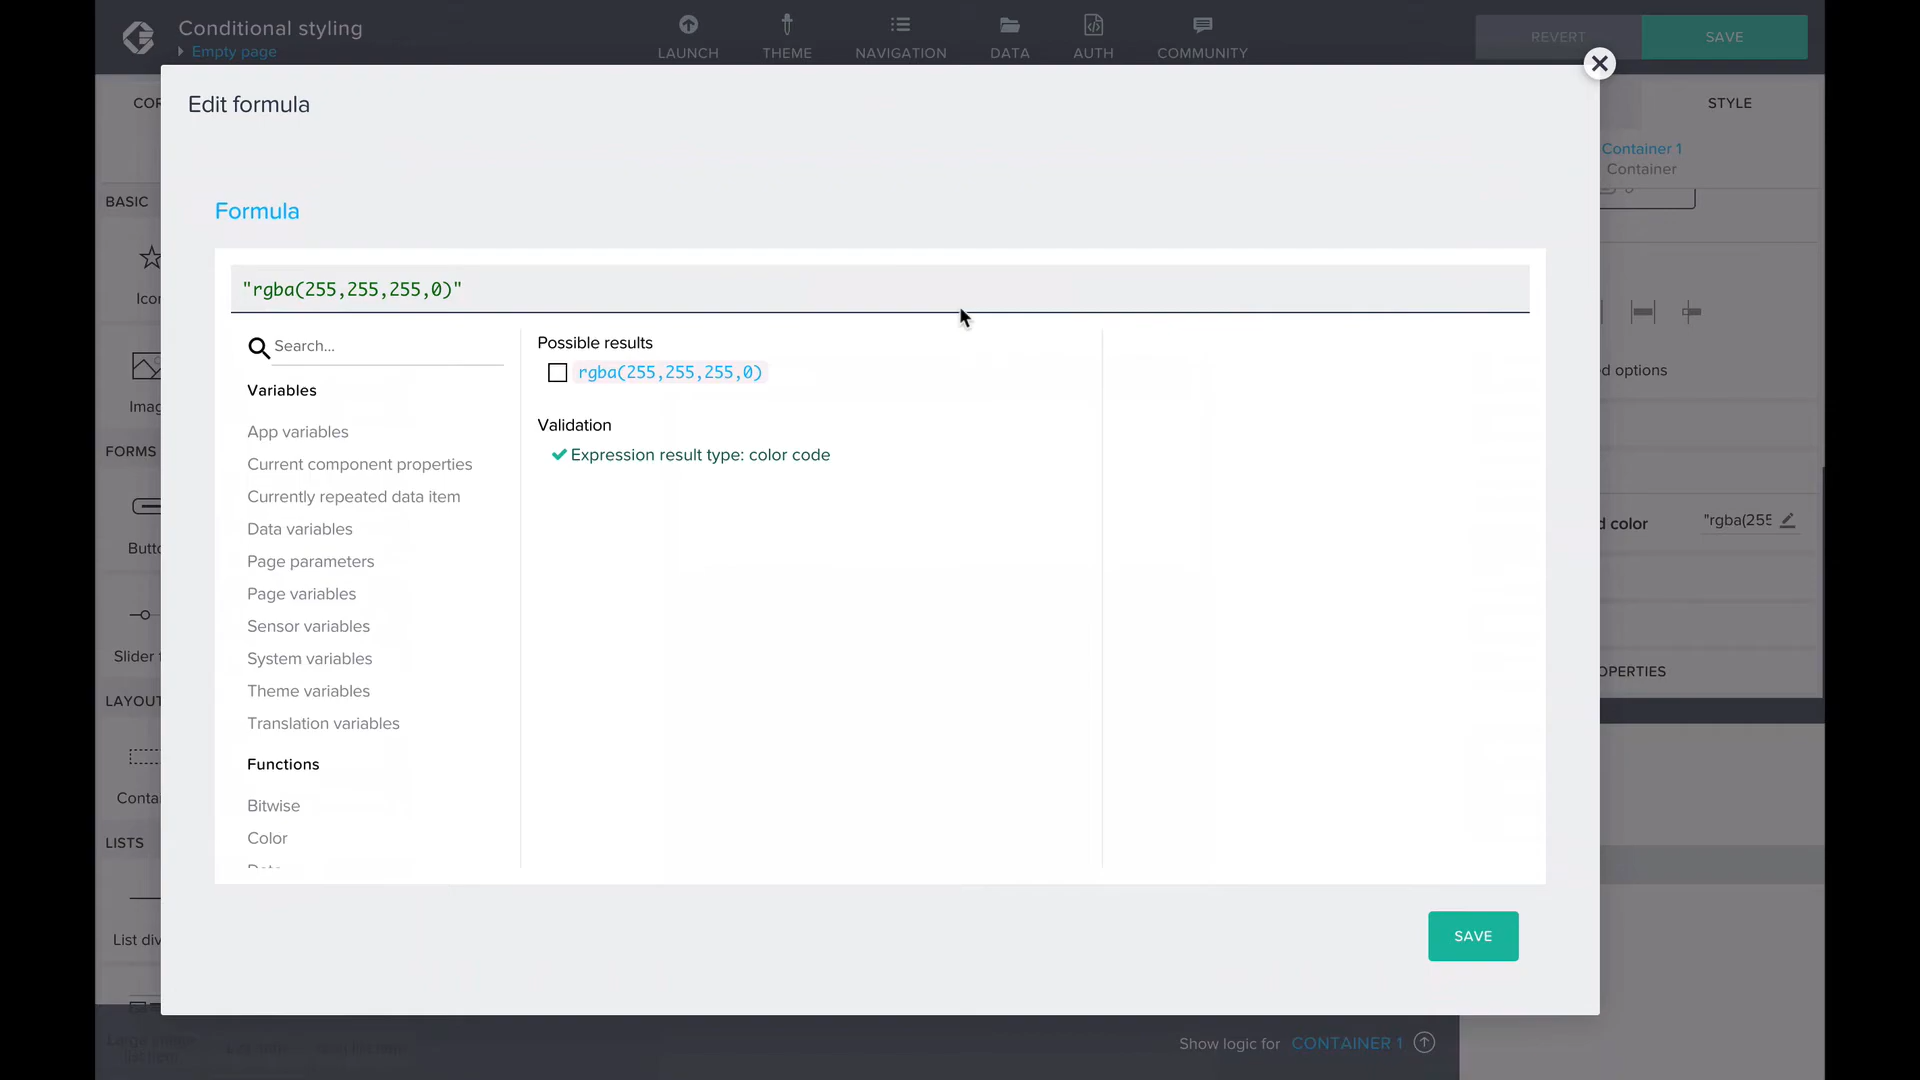 Conditional styling
Empty page
LAUNCH
THEME
NAVIGATION
DATA
AUTH
COMMUNITY
REVERT
SAVE
Edit formula
STYLE
Container 1
Container
BASIC
Formula
"rgba(255,255,255,0)"
Search...
Possible results
rgba(255,255,255,0)
Variables
Validation
Expression result type: color code
App variables
Current component properties
Currently repeated data item
Data variables
Page parameters
Page variables
Sensor variables
System variables
Theme variables
Translation variables
Functions
Bitwise
Color
FORMS
Slider
LISTS
d options
d color
"rgba(255
OPERTIES
SAVE
Show logic for CONTAINER 1